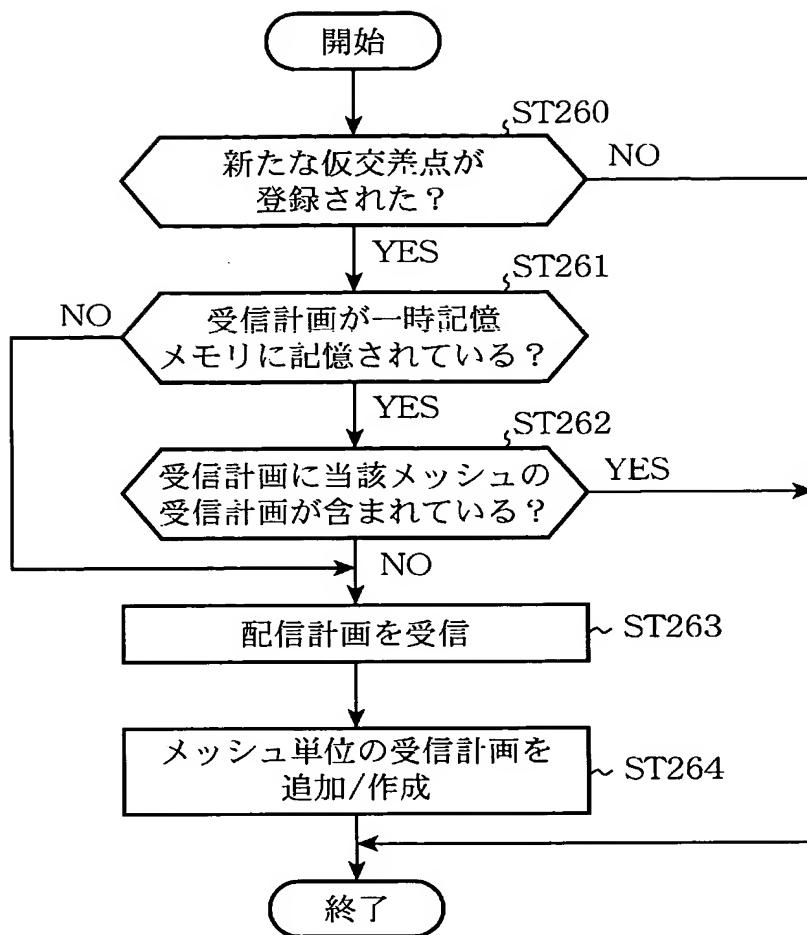 開始
ST260
新たな仮交差点が
登録された？
NO
YES
ST261
NO
受信計画が一時記憶
メモリに記憶されている？
YES
ST262
受信計画に当該メッシュの
受信計画が含まれている？
YES
NO
配信計画を受信
ST263
メッシュ単位の受信計画を
追加/作成
ST264
終了